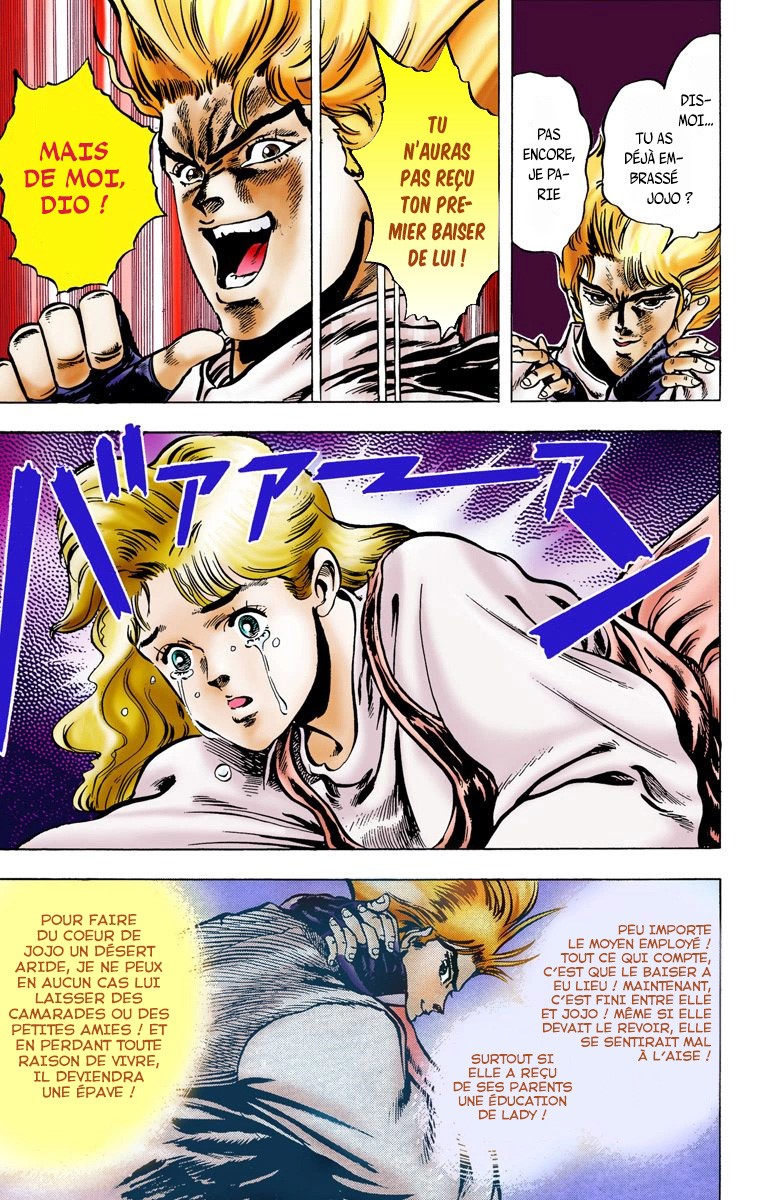 DIS-
MOI...
TU AS
DÉJÀ EM-
BRASSÉ
JOJO ?
PAS
ENCORE,
JE PA-
RIE
TU
N'AURAS
PAS REÇU
TON PRE-
MIER BAISER
DE LUI !
MAIS
DE MOI,
DIO !
バァァーーァン
PEU IMPORTE
LE MOYEN EMPLOYÉ !
TOUT CE QUI COMPTE,
C'EST QUE LE BAISER A
EU LIEU ! MAINTENANT,
C'EST FINI ENTRE ELLE
ET JOJO ! MÊME SI ELLE
DEVAIT LE REVOIR, ELLE
SE SENTIRAIT MAL
À L'AISE !
SURTOUT SI
ELLE A REÇU
DE SES PARENTS
UNE ÉDUCATION
DE LADY !
POUR FAIRE
DU COEUR DE
JOJO UN DÉSERT
ARIDE, JE NE PEUX
EN AUCUN CAS LUI
LAISSER DES
CAMARADES OU DES
PETITES AMIES ! ET
EN PERDANT TOUTE
RAISON DE VIVRE,
IL DEVIENDRA
UNE ÉPAVE !